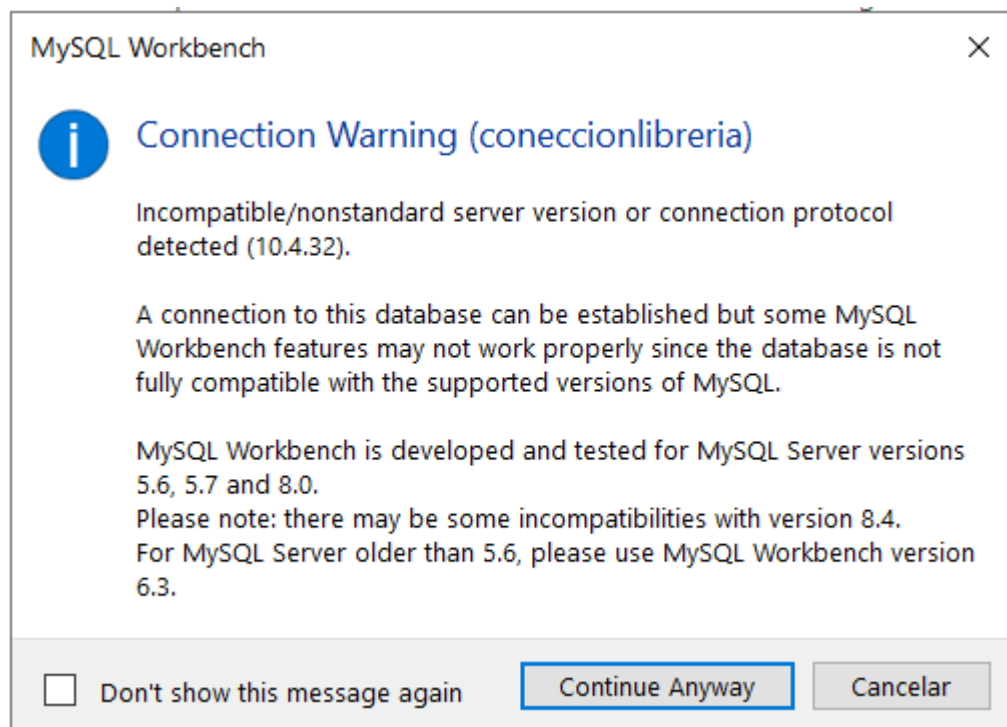 MySQL Workbench
Connection Warning (coneccionlibreria)
Incompatible/nonstandard server version or connection protocol
detected (10.4.32).
A connection to this database can be established but some MySQL
Workbench features may not work properly since the database is not
fully compatible with the supported versions of MySQL.
MySQL Workbench is developed and tested for MySQL Server versions
5.6, 5.7 and 8.0.
Please note: there may be some incompatibilities with version 8.4.
For MySQL Server older than 5.6, please use MySQL Workbench version
6.3.
Don't show this message again
Continue Anyway
Cancelar